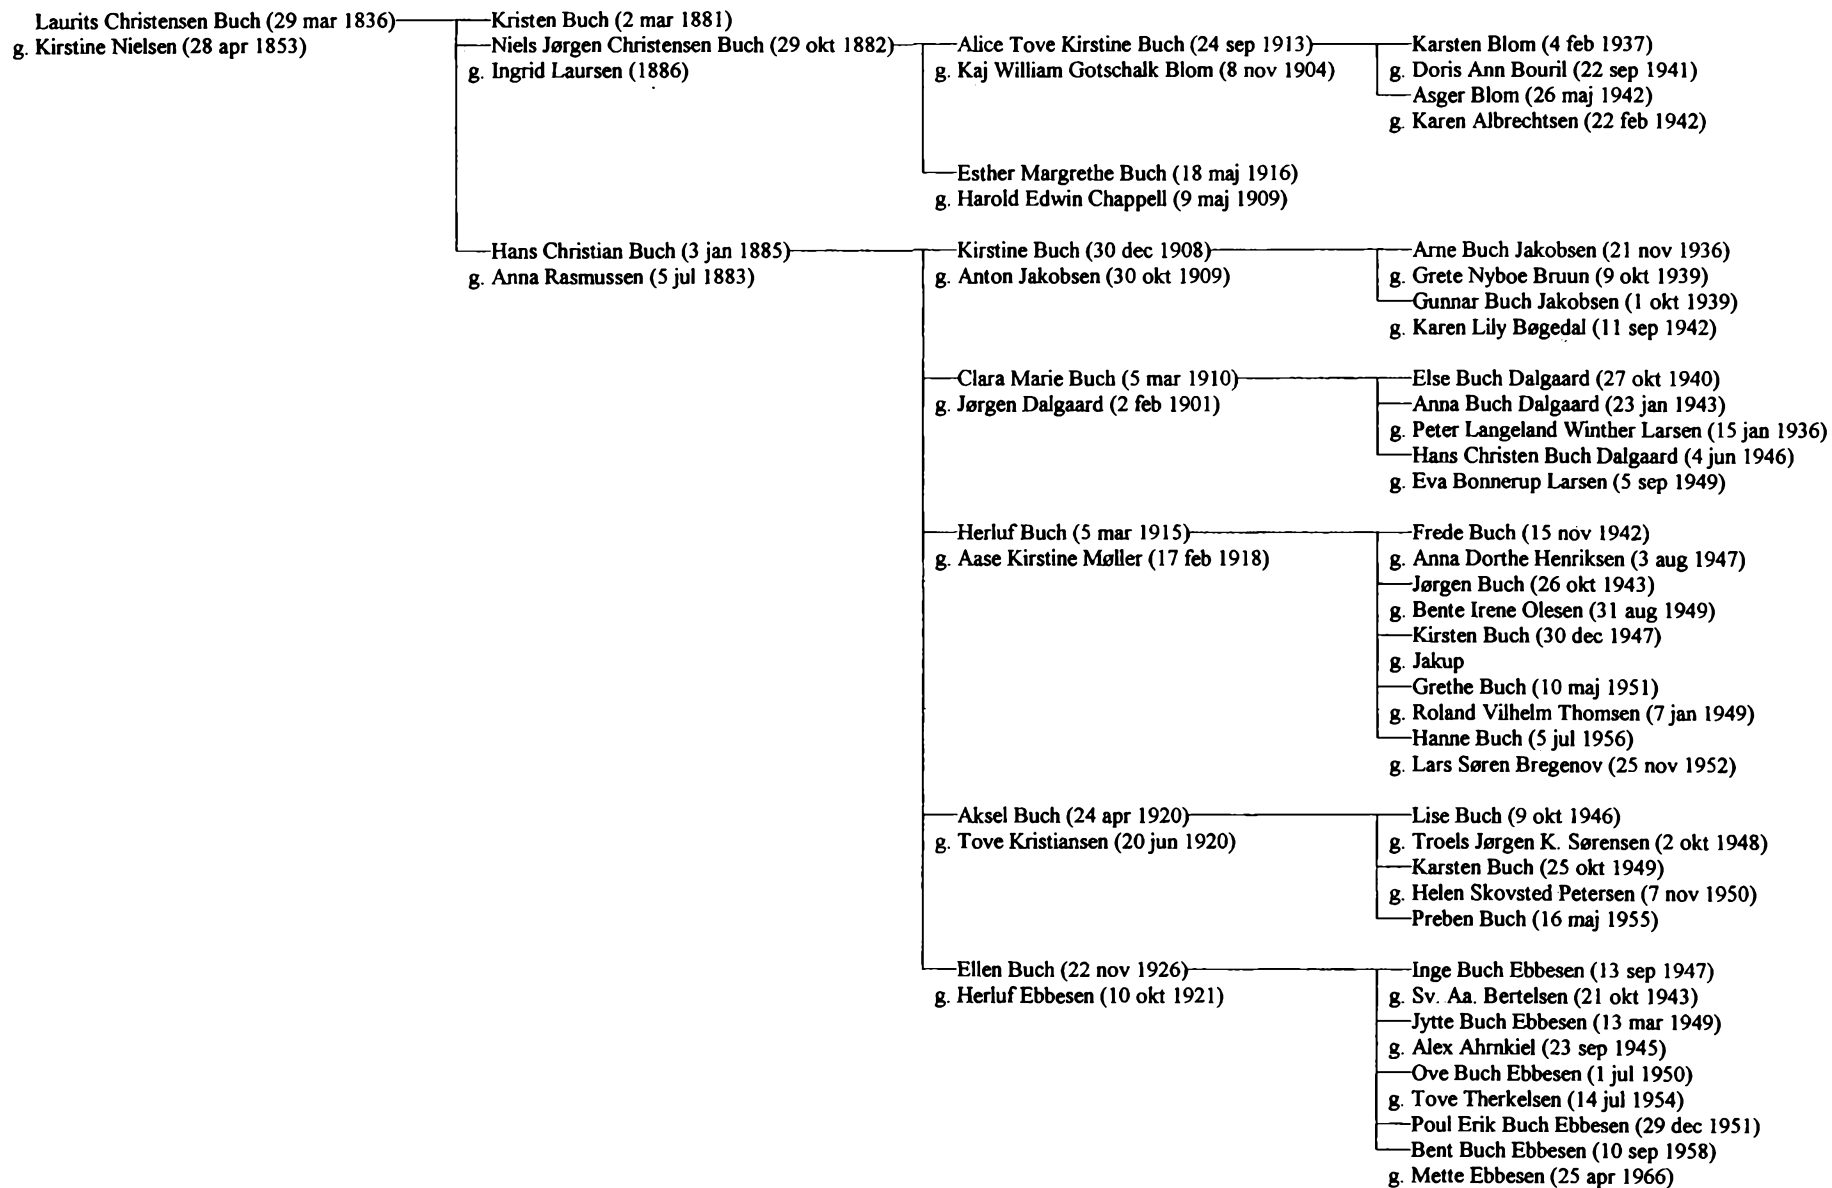 Laurits Christensen Buch (29 mar 1836)
g. Kirstine Nielsen (28 apr 1853)
Kristen Buch (2 mar 1881)
Niels Jørgen Christensen Buch (29 okt 1882)
g. Ingrid Laursen (1886)
Alice Tove Kirstine Buch (24 sep 1913)
g. Kaj William Gotschalk Blom (8 nov 1904)
Karsten Blom (4 feb 1937)
g. Doris Ann Bouril (22 sep 1941)
Asger Blom (26 maj 1942)
g. Karen Albrechtsen (22 feb 1942)
Esther Margrethe Buch (18 maj 1916)
g. Harold Edwin Chappell (9 maj 1909)
Hans Christian Buch (3 jan 1885)
g. Anna Rasmussen (5 jul 1883)
Kirstine Buch (30 dec 1908)
g. Anton Jakobsen (30 okt 1909)
Arne Buch Jakobsen (21 nov 1936)
g. Grete Nyboe Bruun (9 okt 1939)
Gunnar Buch Jakobsen (1 okt 1939)
g. Karen Lily Bøgedal (11 sep 1942)
Clara Marie Buch (5 mar 1910)
g. Jørgen Dalgaard (2 feb 1901)
Else Buch Dalgaard (27 okt 1940)
Anna Buch Dalgaard (23 jan 1943)
g. Peter Langeland Winther Larsen (15 jan 1936)
Hans Christen Buch Dalgaard (4 jun 1946)
g. Eva Bonnerup Larsen (5 sep 1949)
Herluf Buch (5 mar 1915)
g. Aase Kirstine Møller (17 feb 1918)
Frede Buch (15 nov 1942)
g. Anna Dorthe Henriksen (3 aug 1947)
Jørgen Buch (26 okt 1943)
g. Bente Irene Olesen (31 aug 1949)
Kirsten Buch (30 dec 1947)
g. Jakup
Grethe Buch (10 maj 1951)
g. Roland Vilhelm Thomsen (7 jan 1949)
Hanne Buch (5 jul 1956)
g. Lars Søren Bregenov (25 nov 1952)
Aksel Buch (24 apr 1920)
g. Tove Kristiansen (20 jun 1920)
Lise Buch (9 okt 1946)
g. Troels Jørgen K. Sørensen (2 okt 1948)
Karsten Buch (25 okt 1949)
g. Helen Skovsted Petersen (7 nov 1950)
Preben Buch (16 maj 1955)
Ellen Buch (22 nov 1926)
g. Herluf Ebbesen (10 okt 1921)
Inge Buch Ebbesen (13 sep 1947)
g. Sv. Aa. Bertelsen (21 okt 1943)
Jytte Buch Ebbesen (13 mar 1949)
g. Alex Ahrnkiel (23 sep 1945)
Ove Buch Ebbesen (1 jul 1950)
g. Tove Therkelsen (14 jul 1954)
Poul Erik Buch Ebbesen (29 dec 1951)
Bent Buch Ebbesen (10 sep 1958)
g. Mette Ebbesen (25 apr 1966)